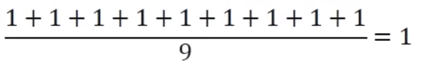 1 + 1 + 1 + 1 + 1 + 1 + 1 + 1 + 1
9
= 1